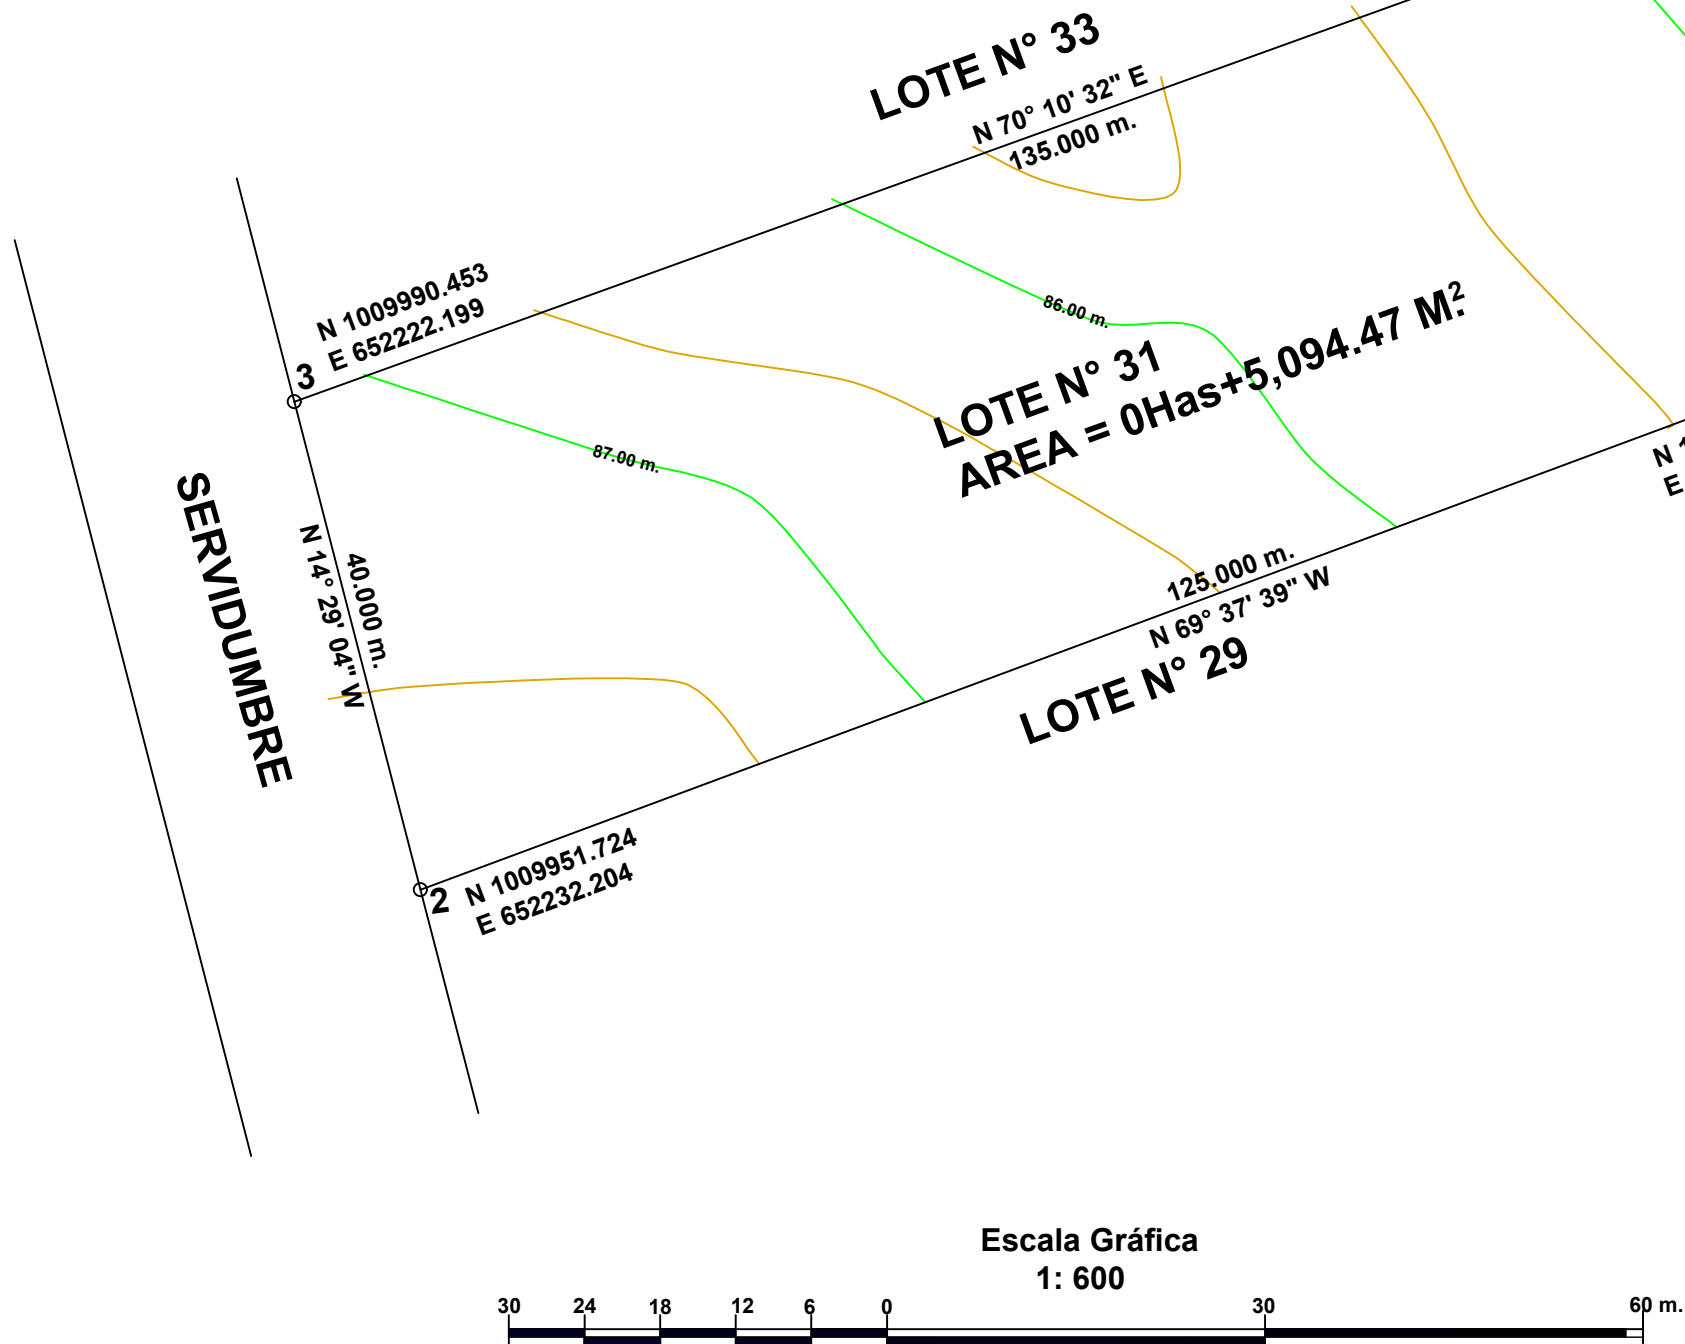 LOTE N° 33
N 70° 10' 32" E
135.000 m.
N 1009990.453
E 652222.199
3
86.00 m.
LOTE N° 31
AREA = 0Has+5,094.47 M²
87.00 m.
SERVIDUMBRE
40.000 m.
N 14° 29' 04" W
125.000 m.
N 69° 37' 39" W
LOTE N° 29
N 1
E
2
N 1009951.724
E 652232.204
Escala Gráfica
1: 600
30 24 18 12 6 0 30 60 m.